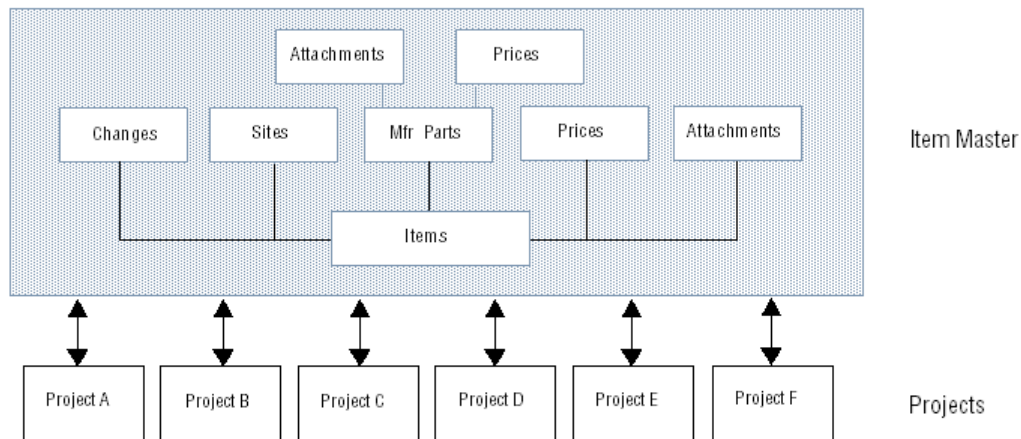 Attachments
Prices
Changes
Sites
Mfr Parts
Prices
Attachments
Item Master
Items
Project A
Project B
Project C
Project D
Project E
Project F
Projects